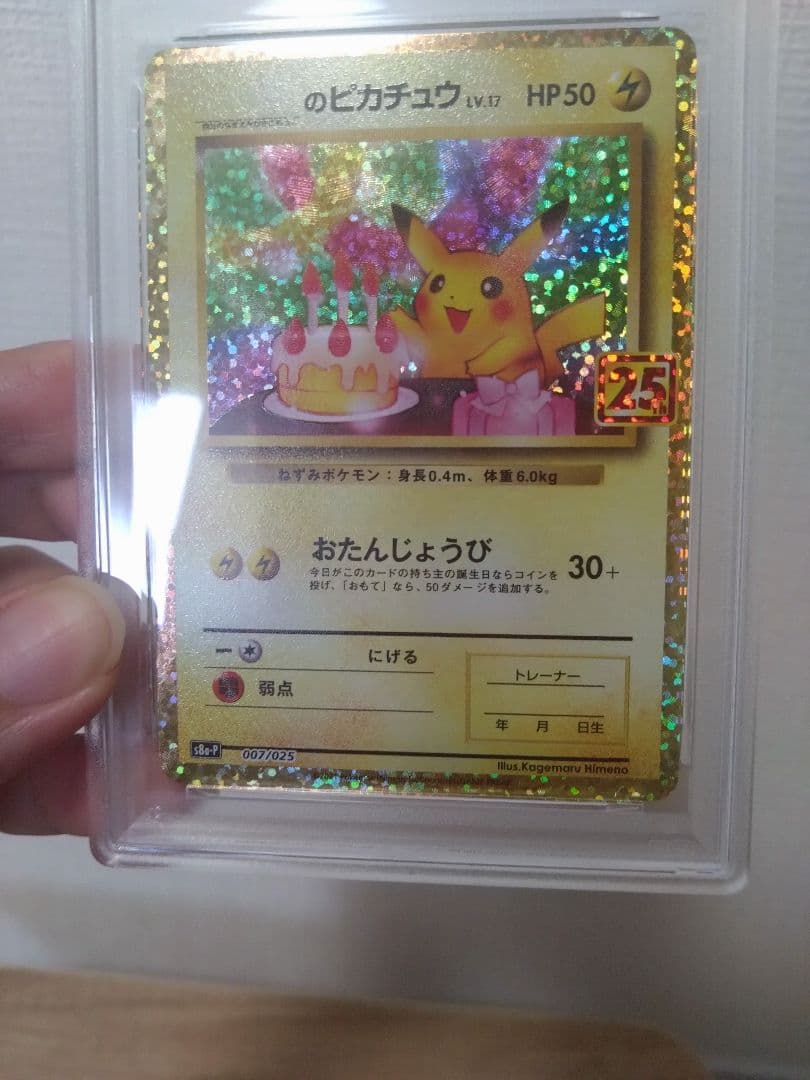 のピカチュウ LV.17 HP50
25
ねずみポケモン：身長0.4m、体重6.0kg
おたんじょうび 30+
今日がこのカードの持ち主の誕生日ならコインを
投げ、「おもて」なら、50ダメージを追加する。
にげる
弱点
トレーナー
年 月 日生
s8a-P 007/025
Illus.Kagemaru Himeno